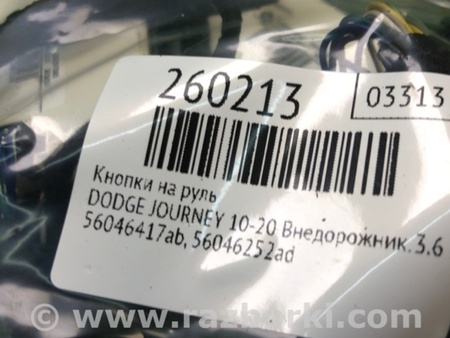 260213
03313
Кнопки на руль
DODGE JOURNEY 10-20 Внедорожник. 3.6
56046417ab, 56046252ad
www.razborki.com